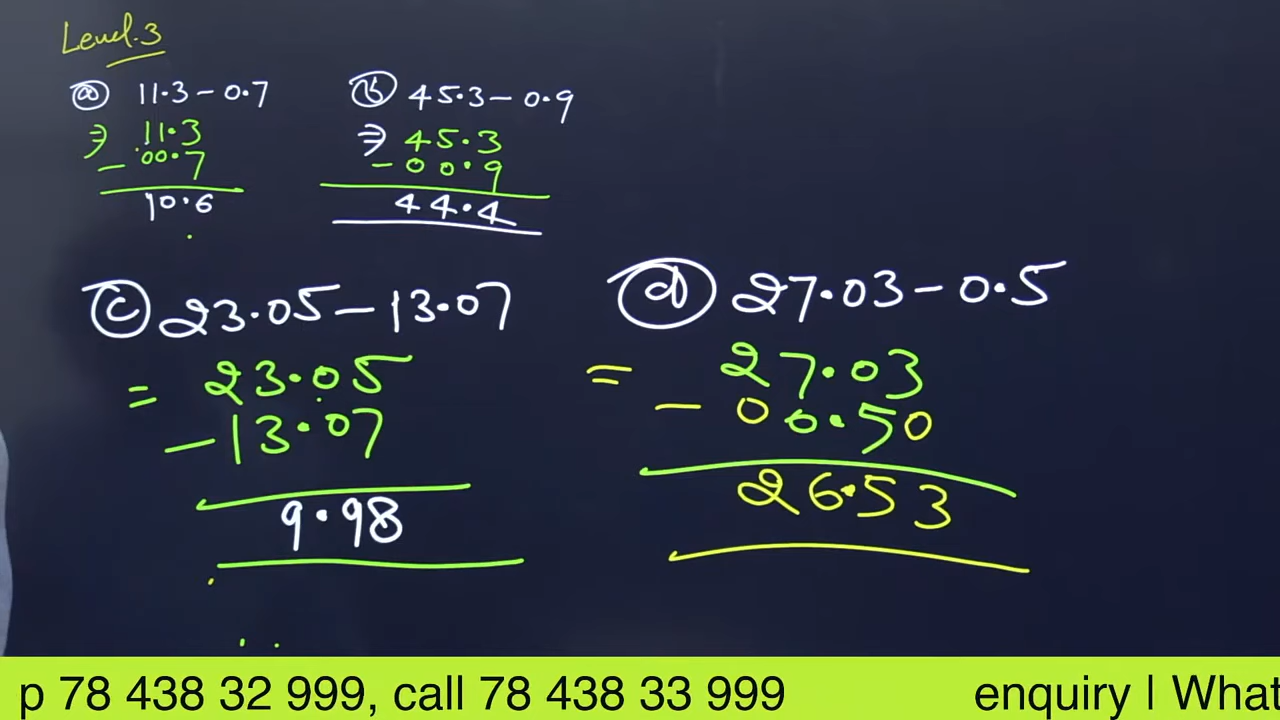 Level.3
ⓐ 11.3 - 0.7
⇒ 11.3
- 00.7
10.6
ⓑ 45.3 - 0.9
⇒ 45.3
- 00.9
44.4
ⓒ 23.05 - 13.07
= 23.05
- 13.07
9.98
ⓓ 27.03 - 0.5
= 27.03
- 00.50
26.53
p 78 438 32 999, call 78 438 33 999 enquiry | What